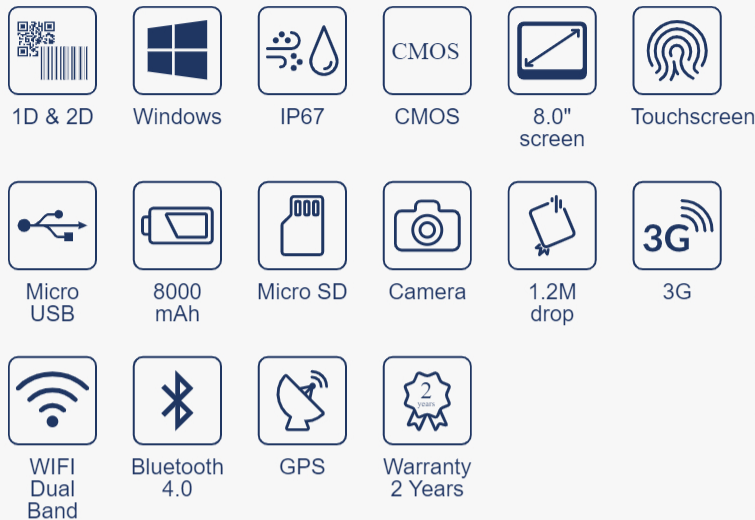 CMOS
1D & 2D
Windows
IP67
CMOS
8.0"
screen
Touchscreen
3G
Micro
USB
8000
mAh
Micro SD
Camera
1.2M
drop
3G
2
years
WIFI
Dual
Band
Bluetooth
4.0
GPS
Warranty
2 Years